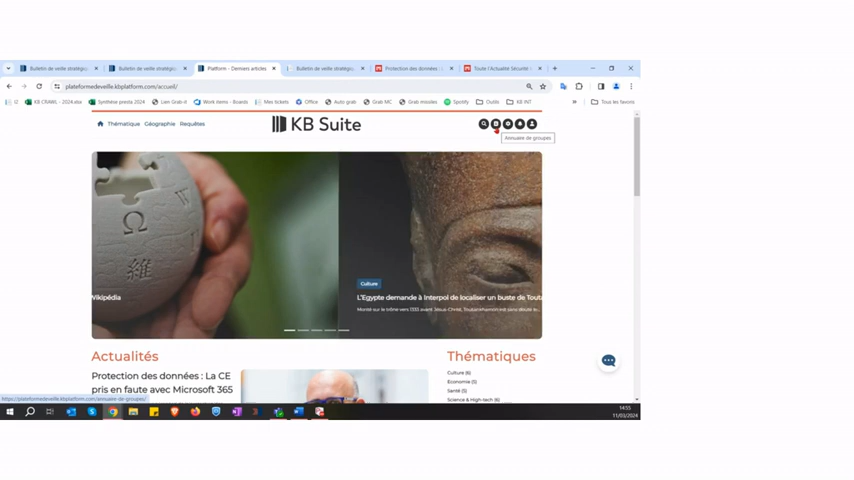 Bulletin de veille stratégiq
Bulletin de veille stratégiq
Platform - Derniers articles
Bulletin de veille stratégiq
Protection des données : l
Toute l'Actualité Sécurité
plateformedeveille.kbplatform.com/accueil/
KB CRAWL - 2024.aba
Synthèse presta 2024
Lien Grab-it
Work items - Boards
Mes tickets
Office
Auto grab
Grab MC
Grab missiles
Spotify
Outils
KB INT
Tous les favoris
Thématique
Géographie
Requêtes
KB Suite
Annuaire de groupes
Wikipédia
Culture
L'Egypte demande à Interpol de localiser un buste de Touta
Actualités
Protection des données : La CE
pris en faute avec Microsoft 365
Thématiques
Culture (6)
Economie (3)
Santé (5)
Science & High-tech (6)
https://plateformedeveille.kbplatform.com/annuaire-de-groupes/
14:55
11/03/2024